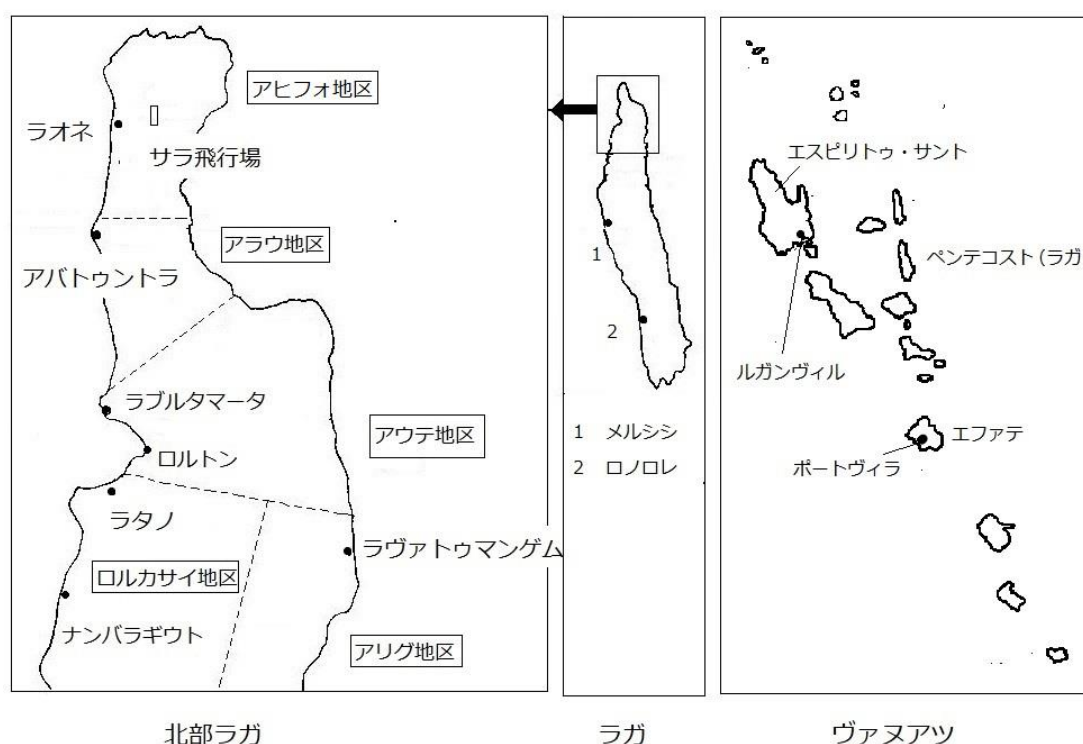 アヒフォ地区
ラオネ
サラ飛行場
アラウ地区
アバトゥントラ
ラブルタマータ
アウテ地区
ロルトン
ラタノ
ラヴァトゥマンゲム
ロルカサイ地区
ナンバラギウト
アリグ地区
北部ラガ
1
2
1 メルシシ
2 ロノロレ
ラガ
エスピリトゥ・サント
ペンテコスト(ラガ
ルガンヴィル
エファテ
ポートヴィラ
ヴァヌアツ